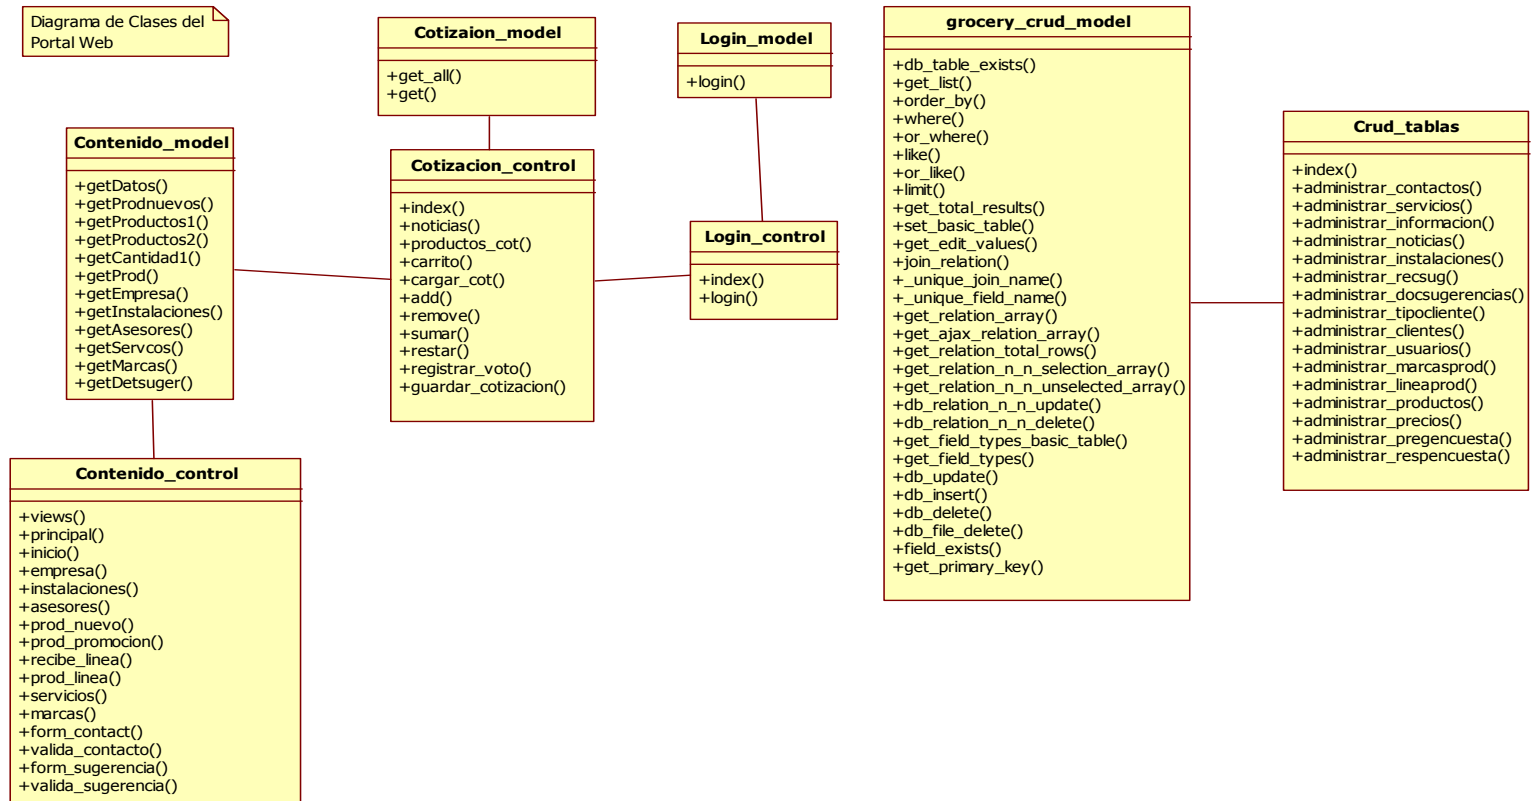 Diagrama de Clases del
Portal Web
Cotizaion_model
+get_all()
+get()
Login_model
+login()
grocery_crud_model
+db_table_exists()
+get_list()
+order_by()
+where()
+or_where()
+like()
+or_like()
+limit()
+get_total_results()
+set_basic_table()
+get_edit_values()
+join_relation()
+_unique_join_name()
+_unique_field_name()
+get_relation_array()
+get_ajax_relation_array()
+get_relation_total_rows()
+get_relation_n_n_selection_array()
+get_relation_n_n_unselected_array()
+db_relation_n_n_update()
+db_relation_n_n_delete()
+get_field_types_basic_table()
+get_field_types()
+db_update()
+db_insert()
+db_delete()
+db_file_delete()
+field_exists()
+get_primary_key()
Crud_tablas
+index()
+administrar_contactos()
+administrar_servicios()
+administrar_informacion()
+administrar_noticias()
+administrar_instalaciones()
+administrar_recsug()
+administrar_docsugerencias()
+administrar_tipocliente()
+administrar_clientes()
+administrar_usuarios()
+administrar_marcasprod()
+administrar_lineaprod()
+administrar_productos()
+administrar_precios()
+administrar_pregencuesta()
+administrar_respencuesta()
Contenido_model
+getDatos()
+getProdnuevos()
+getProductos1()
+getProductos2()
+getCantidad1()
+getProd()
+getEmpresa()
+getInstalaciones()
+getAsesores()
+getServcos()
+getMarcas()
+getDetsuger()
Cotizacion_control
+index()
+noticias()
+productos_cot()
+carrito()
+cargar_cot()
+add()
+remove()
+sumar()
+restar()
+registrar_voto()
+guardar_cotizacion()
Login_control
+index()
+login()
Contenido_control
+views()
+principal()
+inicio()
+empresa()
+instalaciones()
+asesores()
+prod_nuevo()
+prod_promocion()
+recibe_linea()
+prod_linea()
+servicios()
+marcas()
+form_contact()
+valida_contacto()
+form_sugerencia()
+valida_sugerencia()